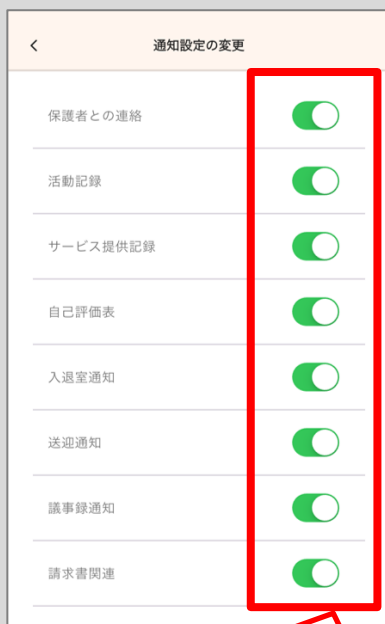 通知設定の変更
保護者との連絡
活動記録
サービス提供記録
自己評価表
入退室通知
送迎通知
議事録通知
請求書関連